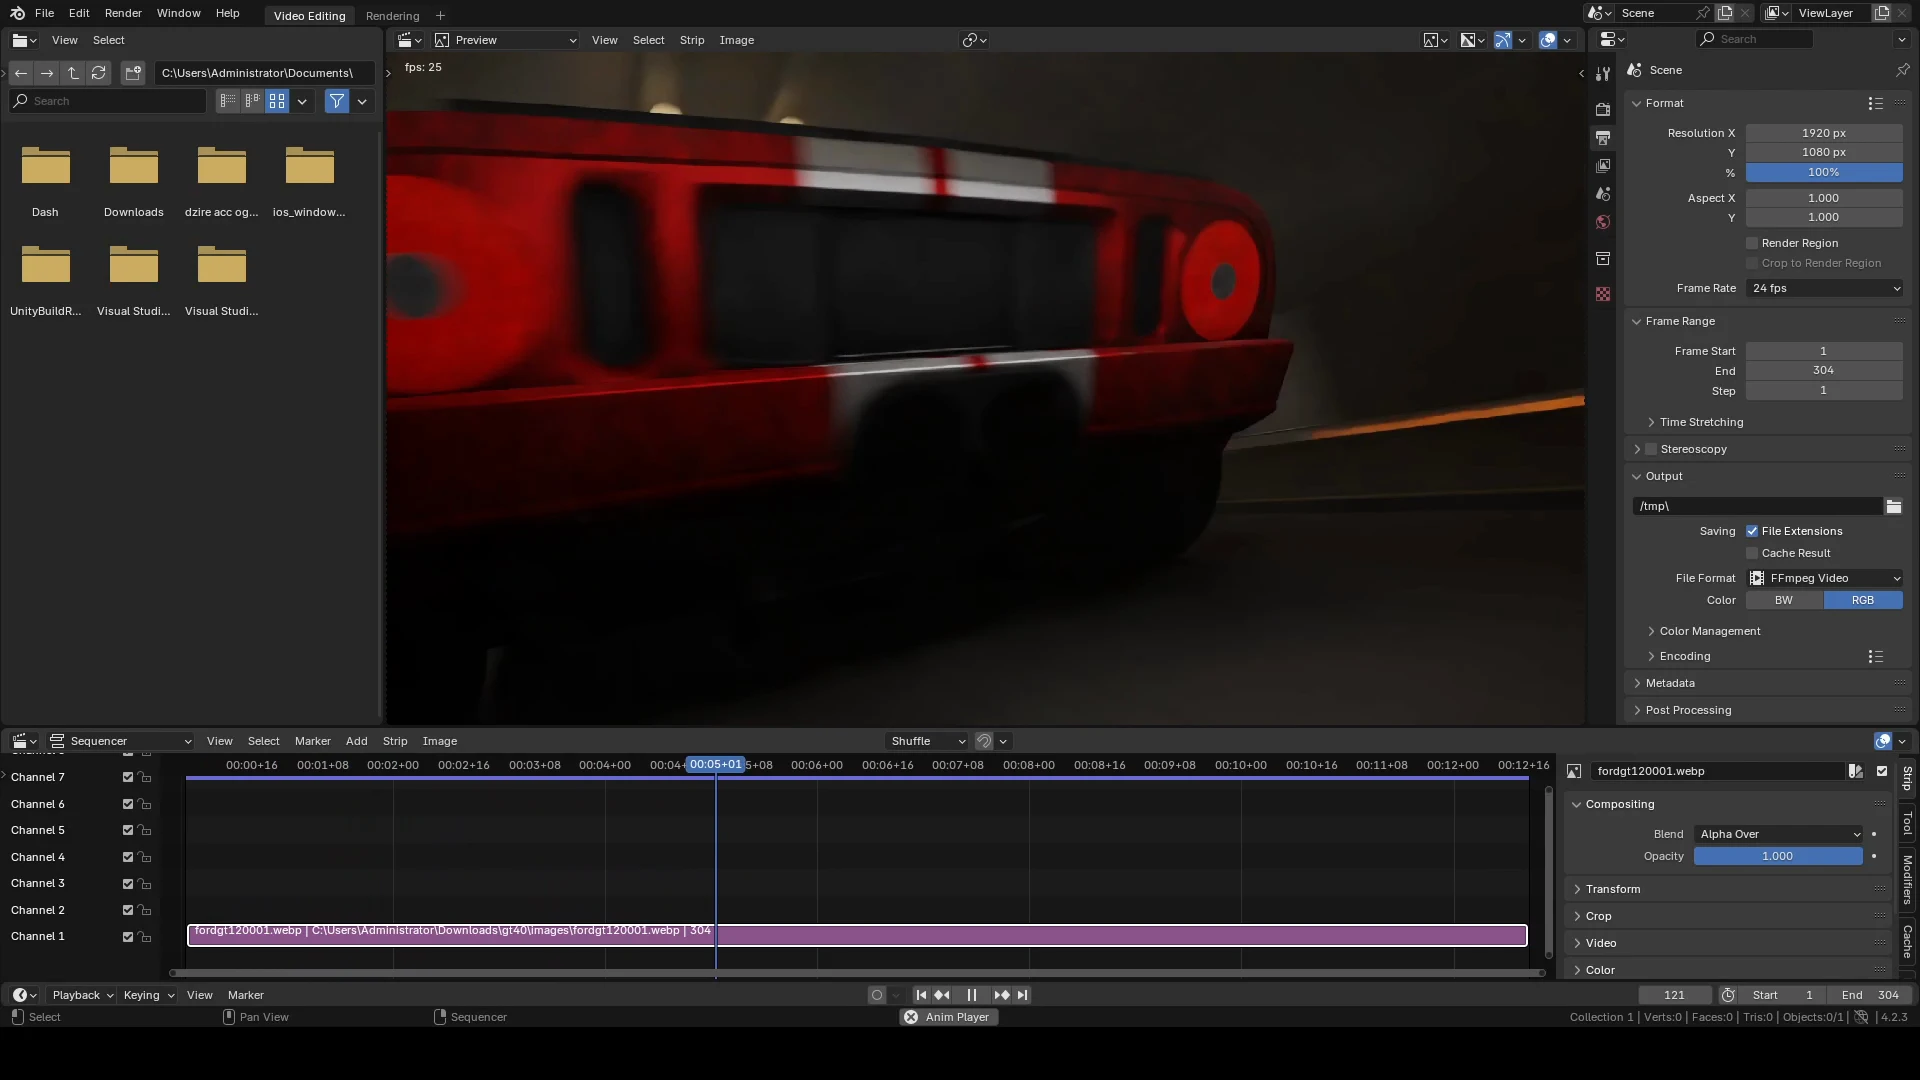 File Edit Render Window Help Video Editing Rendering + Scene ViewLayer
View Select
Preview View Select Strip Image
Search
C:\Users\Administrator\Documents\
Search
Dash Downloads dzire acc og... ios_window...
UnityBuildR... Visual Studi... Visual Studi...
fps: 25
Scene
Format
Resolution X 1920 px
Y 1080 px
% 100%
Aspect X 1.000
Y 1.000
Render Region
Crop to Render Region
Frame Rate 24 fps
Frame Range
Frame Start 1
End 304
Step 1
Time Stretching
Stereoscopy
Output
/tmp\
Saving File Extensions
Cache Result
File Format FFmpeg Video
Color BW RGB
Color Management
Encoding
Metadata
Post Processing
Sequencer View Select Marker Add Strip Image Shuffle
00:00+16 00:01+08 00:02+00 00:02+16 00:03+08 00:04+00 00:04+ 00:05+01 5+08 00:06+00 00:06+16 00:07+08 00:08+00 00:08+16 00:09+08 00:10+00 00:10+16 00:11+08 00:12+00 00:12+16
Channel 7
Channel 6
Channel 5
Channel 4
Channel 3
Channel 2
Channel 1
fordgt120001.webp | C:\Users\Administrator\Downloads\gt40\images\fordgt120001.webp | 304
fordgt120001.webp
Compositing
Blend Alpha Over
Opacity 1.000
Transform
Crop
Video
Color
Strip
Tool
Modifiers
Cache
Playback Keying View Marker 121 Start 1 End 304
Select Pan View Sequencer Anim Player Collection 1 | Verts:0 | Faces:0 | Tris:0 | Objects:0/1 | 4.2.3